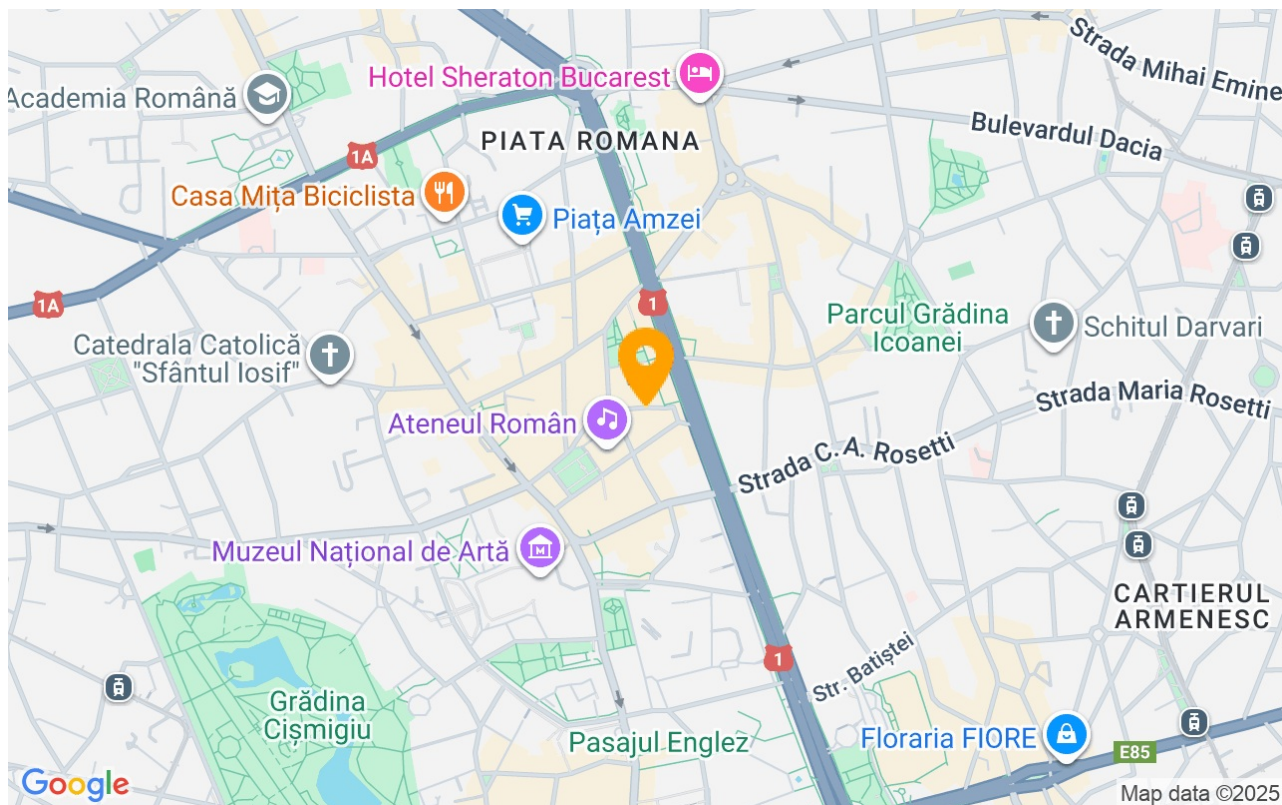 Strada Mihai Emine
Hotel Sheraton Bucarest
Academia Română
Bulevardul Dacia
PIATA ROMANA
1A
Casa Mița Biciclista
Piața Amzei
1A
1
Parcul Grădina
Icoanei
Schitul Darvari
Catedrala Catolică
"Sfântul Iosif"
Strada Maria Rosetti
Ateneul Român
Strada C. A. Rosetti
Muzeul Național de Artă
M
CARTIERUL
ARMENESC
1
Str. Batiștei
Grădina
Cișmigiu
Pasajul Englez
Floraria FIORE
E85
Google
Map data ©2025